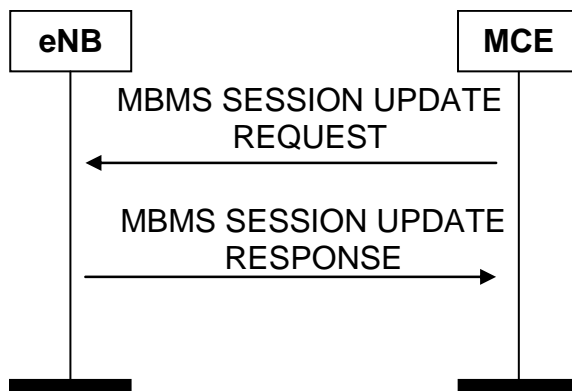 eNB
MCE
MBMS SESSION UPDATE
REQUEST
MBMS SESSION UPDATE
RESPONSE